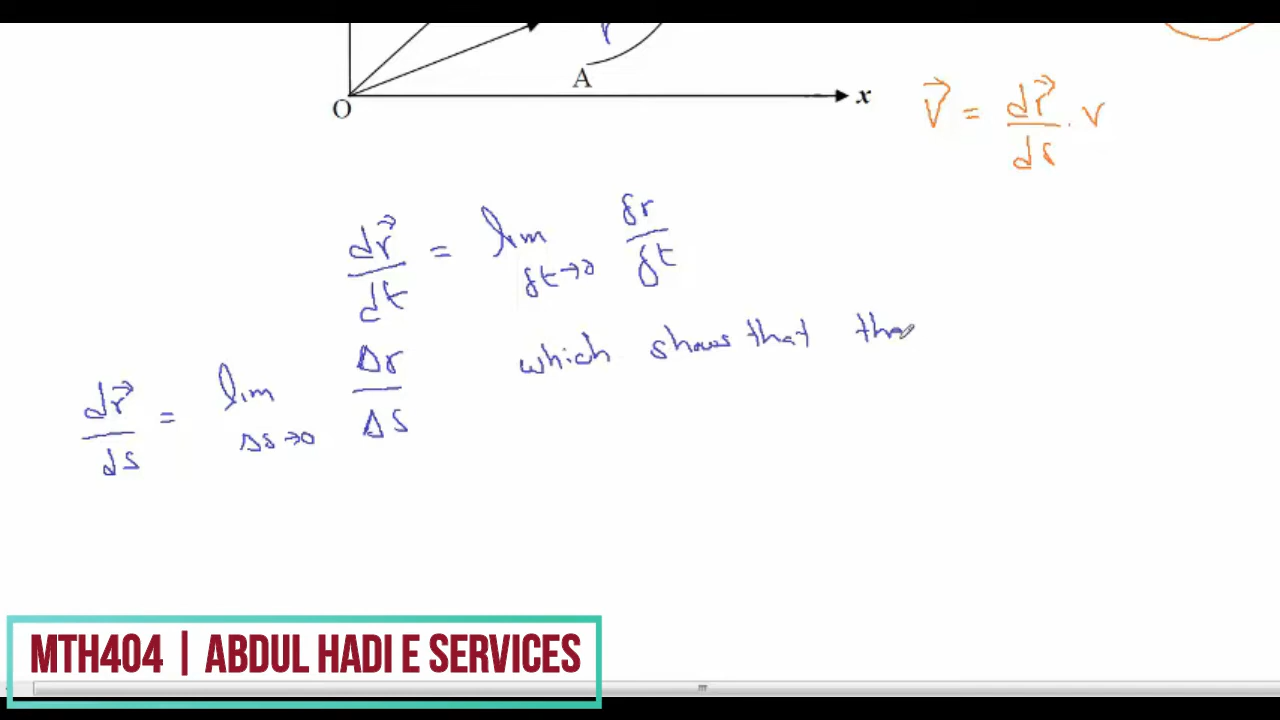 r
A
O
x
V⃗ = dr⃗/ds . v
dr⃗/dt = lim δt→0 δr/δt
which shows that tha
dr⃗/ds = lim Δs→0 Δr/Δs
MTH404 | ABDUL HADI E SERVICES